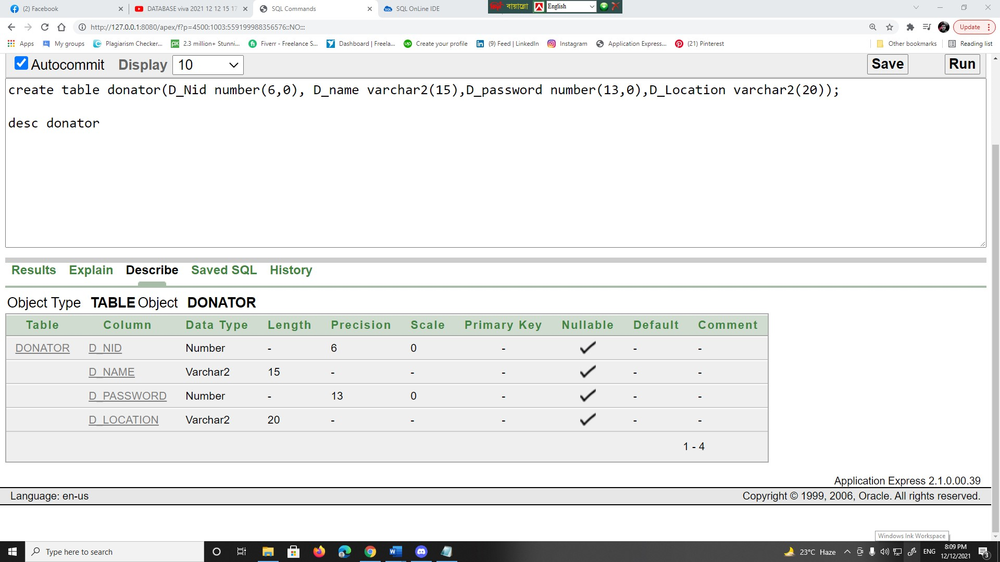 (2) Facebook
DATABASE viva 2021 12 12 15 17
SQL Commands
SQL OnLine IDE
বায়ান্নো
English
http://127.0.0.1:8080/apex/f?p=4500:1003:559199988356576::NO:::
Update
Apps
My groups
Plagiarism Checker...
2.3 million+ Stunni...
Fiverr - Freelance S...
Dashboard | Freela...
Create your profile
(9) Feed | LinkedIn
Instagram
Application Express...
(21) Pinterest
Other bookmarks
Reading list
Autocommit Display 10
Save
Run
create table donator(D_Nid number(6,0), D_name varchar2(15),D_password number(13,0),D_Location varchar2(20));
desc donator
Results Explain Describe Saved SQL History
Object Type TABLE Object DONATOR
Table Column Data Type Length Precision Scale Primary Key Nullable Default Comment
DONATOR D_NID Number - 6 0 - - -
D_NAME Varchar2 15 - - - - -
D_PASSWORD Number - 13 0 - - -
D_LOCATION Varchar2 20 - - - - -
1 - 4
Application Express 2.1.0.00.39
Language: en-us
Copyright © 1999, 2006, Oracle. All rights reserved.
Windows Ink Workspace
Type here to search
23°C Haze
ENG
8:09 PM
12/12/2021
3